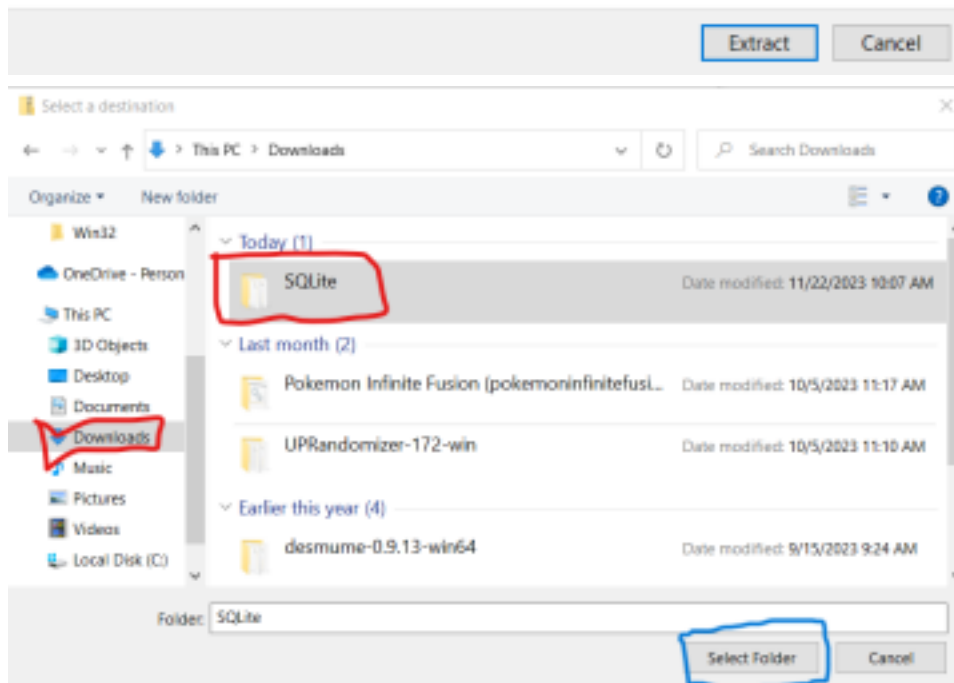 Extract Cancel
Select a destination
This PC > Downloads
Search Downloads
Organize New folder
Win32
Today (1)
OneDrive - Person
SQLite Date modified: 11/22/2023 10:07 AM
This PC
3D Objects
Last month (2)
Desktop
Pokemon Infinite Fusion (pokemoninfinitefusi... Date modified: 10/5/2023 11:17 AM
Documents
Downloads
UPRandomizer-172-win Date modified: 10/5/2023 11:10 AM
Music
Pictures
Earlier this year (4)
Videos
desmume-0.9.13-win64 Date modified: 9/15/2023 9:24 AM
Local Disk (C:)
Folder: SQLite
Select Folder Cancel